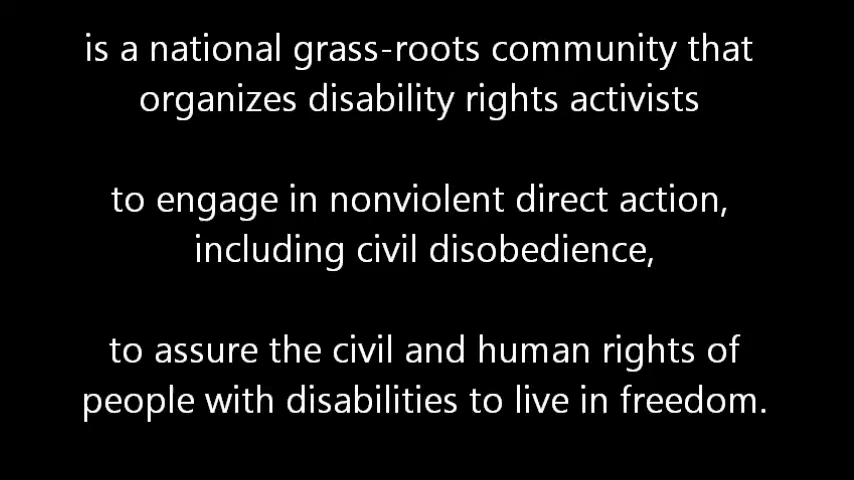 is a national grass-roots community that
organizes disability rights activists
to engage in nonviolent direct action,
including civil disobedience,
to assure the civil and human rights of
people with disabilities to live in freedom.